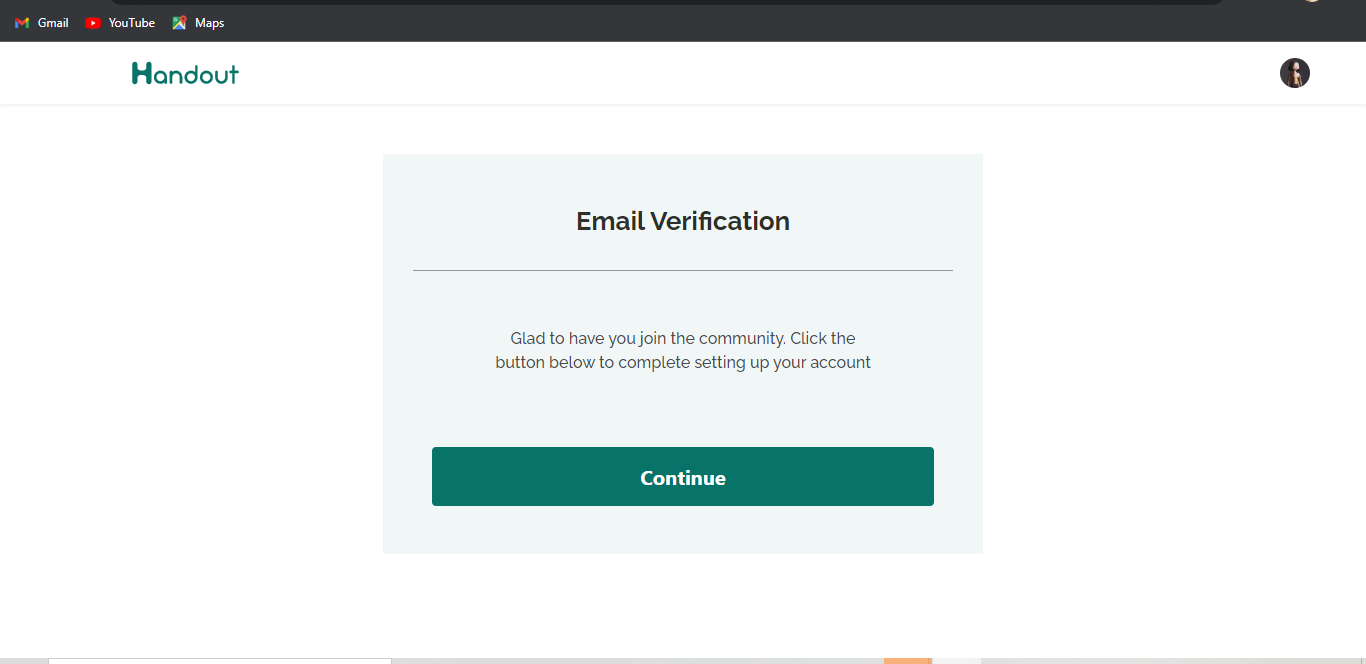 Gmail YouTube Maps
Handout
Email Verification
Glad to have you join the community. Click the
button below to complete setting up your account
Continue